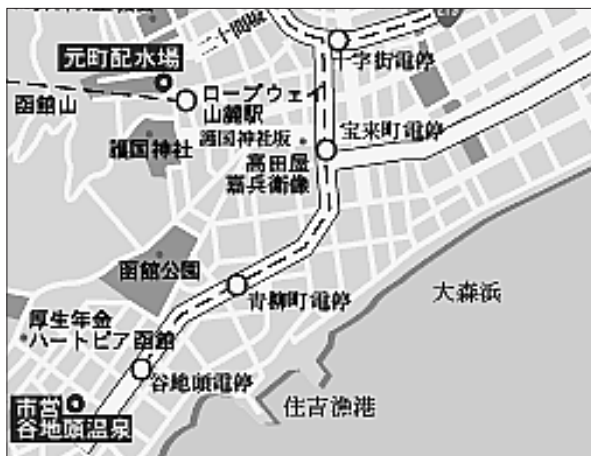 二十間坂
元町配水場
十字街電停
函館山
ロープウェイ
山麓駅
護国神社坂
宝来町電停
護国神社
高田屋
嘉兵衛像
函館公園
大森浜
青柳町電停
厚生年金
ハートピア函館
谷地頭電停
住吉漁港
市営
谷地頭温泉